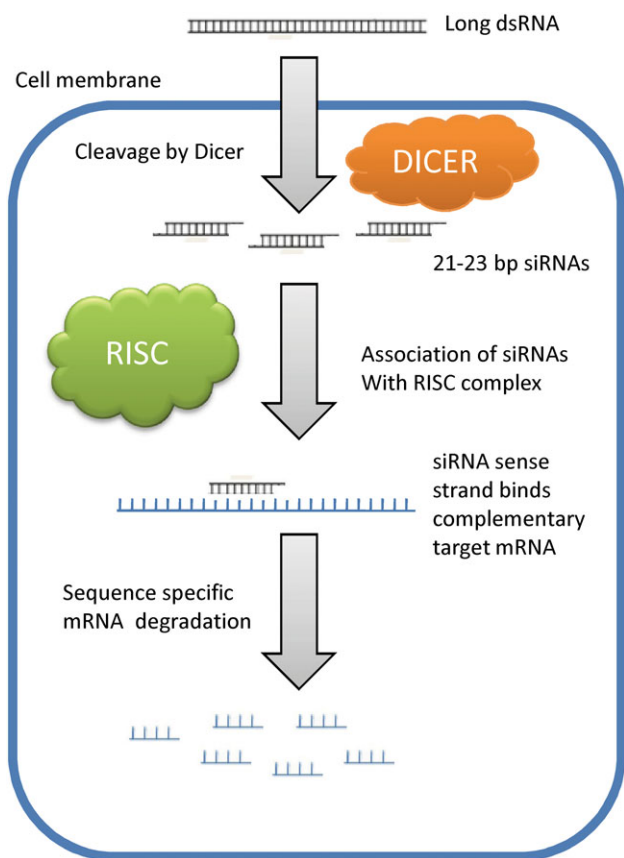 Long dsRNA
Cell membrane
Cleavage by Dicer
DICER
21-23 bp siRNAs
RISC
Association of siRNAs
With RISC complex
siRNA sense
strand binds
complementary
target mRNA
Sequence specific
mRNA degradation